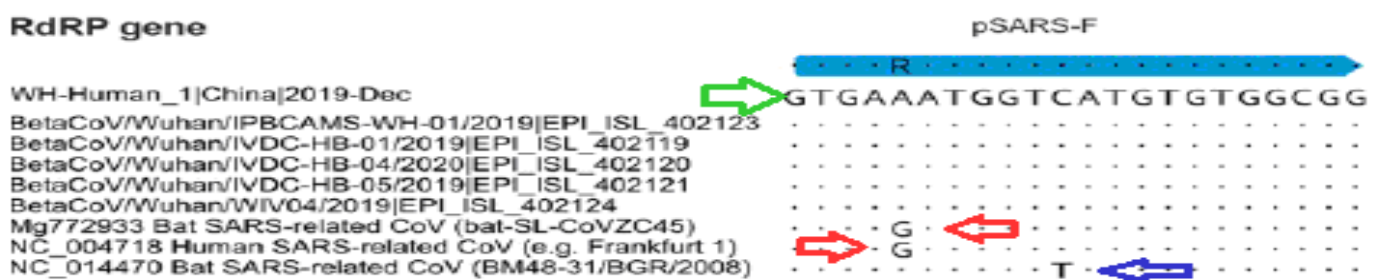 RdRP gene
pSARS-F
· · · · R · · · · · · · · · · · · · · · · ·
WH-Human_1|China|2019-Dec GTGAAATGGTCATGTGTGGCGG
BetaCoV/Wuhan/IPBCAMS-WH-01/2019|EPI_ISL_402123 · · · · · · · · · · · · · · · · · · · · · ·
BetaCoV/Wuhan/IVDC-HB-01/2019|EPI_ISL_402119 · · · · · · · · · · · · · · · · · · · · · ·
BetaCoV/Wuhan/IVDC-HB-04/2020|EPI_ISL_402120 · · · · · · · · · · · · · · · · · · · · · ·
BetaCoV/Wuhan/IVDC-HB-05/2019|EPI_ISL_402121 · · · · · · · · · · · · · · · · · · · · · ·
BetaCoV/Wuhan/WIV04/2019|EPI_ISL_402124 · · · · · · · · · · · · · · · · · · · · · ·
Mg772933 Bat SARS-related CoV (bat-SL-CoVZC45) · · · · G · · · · · · · · · · · · · · · · ·
NC_004718 Human SARS-related CoV (e.g. Frankfurt 1) · · · · G · · · · · · · · · · · · · · · · ·
NC_014470 Bat SARS-related CoV (BM48-31/BGR/2008) · · · · · · · · · · T · · · · · · · · · · ·